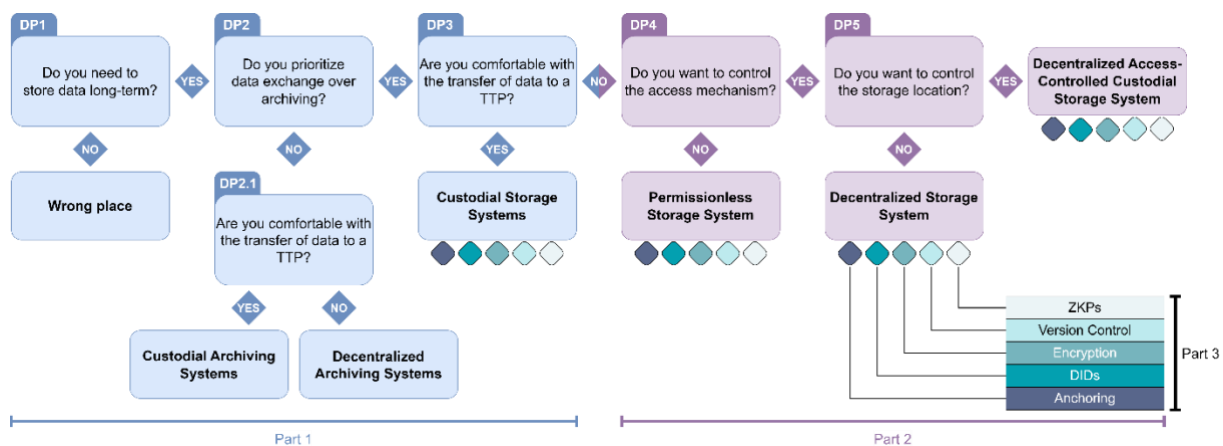 DP1
Do you need to
store data long-term?
YES
NO
Wrong place
DP2
Do you prioritize
data exchange over
archiving?
YES
NO
DP2.1
Are you comfortable with
the transfer of data to a
TTP?
YES
NO
Custodial Archiving
Systems
Decentralized
Archiving Systems
DP3
Are you comfortable with
the transfer of data to a
TTP?
NO
YES
Custodial Storage
Systems
DP4
Do you want to control
the access mechanism?
YES
NO
Permissionless
Storage System
DP5
Do you want to control
the storage location?
YES
NO
Decentralized Storage
System
Decentralized Access-
Controlled Custodial
Storage System
ZKPs
Version Control
Encryption
DIDs
Anchoring
Part 3
Part 1
Part 2